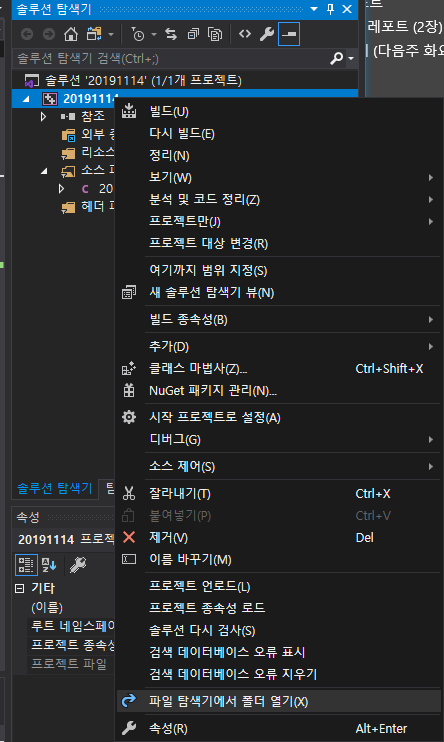 솔루션 탐색기
솔루션 탐색기 검색(Ctrl+;)
레포트 (2장)
(다음주 화요
솔루션 '20191114' (1/1개 프로젝트)
20191114
참조
외부
리소스
소스
20
헤더
빌드(U)
다시 빌드(E)
정리(N)
보기(W)
분석 및 코드 정리(Z)
프로젝트만(J)
프로젝트 대상 변경(R)
여기까지 범위 지정(S)
새 솔루션 탐색기 뷰(N)
빌드 종속성(B)
추가(D)
클래스 마법사(Z)... Ctrl+Shift+X
NuGet 패키지 관리(N)...
시작 프로젝트로 설정(A)
디버그(G)
소스 제어(S)
잘라내기(T) Ctrl+X
붙여넣기(P) Ctrl+V
제거(V) Del
이름 바꾸기(M)
프로젝트 언로드(L)
프로젝트 종속성 로드
솔루션 다시 검사(S)
검색 데이터베이스 오류 표시
검색 데이터베이스 오류 지우기
파일 탐색기에서 폴더 열기(X)
속성(R) Alt+Enter
솔루션 탐색기
속성
20191114 프로젝
기타
(이름)
루트 네임스페이
프로젝트 종속성
프로젝트 파일